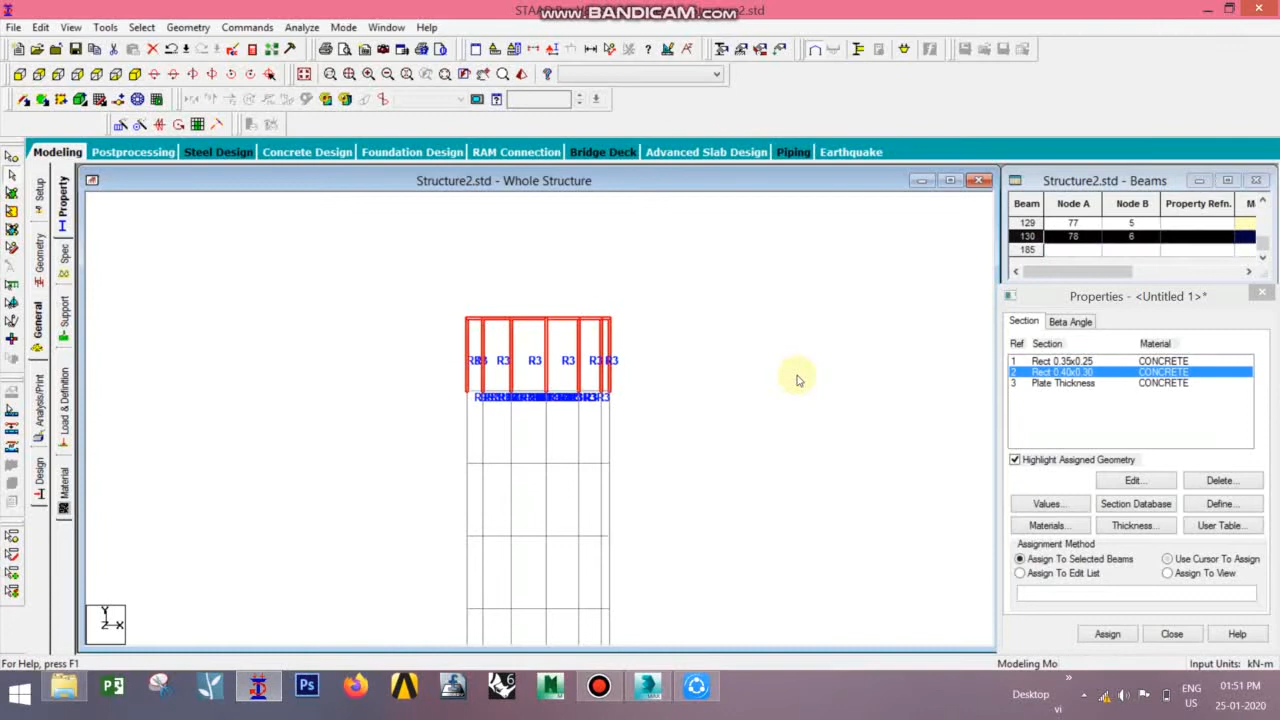 STAAD.Pro
Structure2.std
www.BANDICAM.com
File Edit View Tools Select Geometry Commands Analyze Mode Window Help
Modeling Postprocessing Steel Design Concrete Design Foundation Design RAM Connection Bridge Deck Advanced Slab Design Piping Earthquake
Structure2.std - Whole Structure
Structure2.std - Beams
Beam Node A Node B Property Refn.
129 77 5
130 78 6
185
Setup
Geometry
General
Analysis/Print
Design
Property
Spec
Support
Load & Definition
Material
R3 R3 R3 R3 R3 R3
Properties - <Untitled 1>*
Section Beta Angle
Ref Section Material
1 Rect 0.35x0.25 CONCRETE
2 Rect 0.40x0.30 CONCRETE
3 Plate Thickness CONCRETE
Highlight Assigned Geometry
Edit... Delete...
Values... Section Database Define...
Materials... Thickness... User Table...
Assignment Method
Assign To Selected Beams Use Cursor To Assign
Assign To Edit List Assign To View
Assign Close Help
Y
Z X
For Help, press F1
Modeling Mo
Input Units: kN-m
Ps
Desktop
vi
ENG
US
01:51 PM
25-01-2020